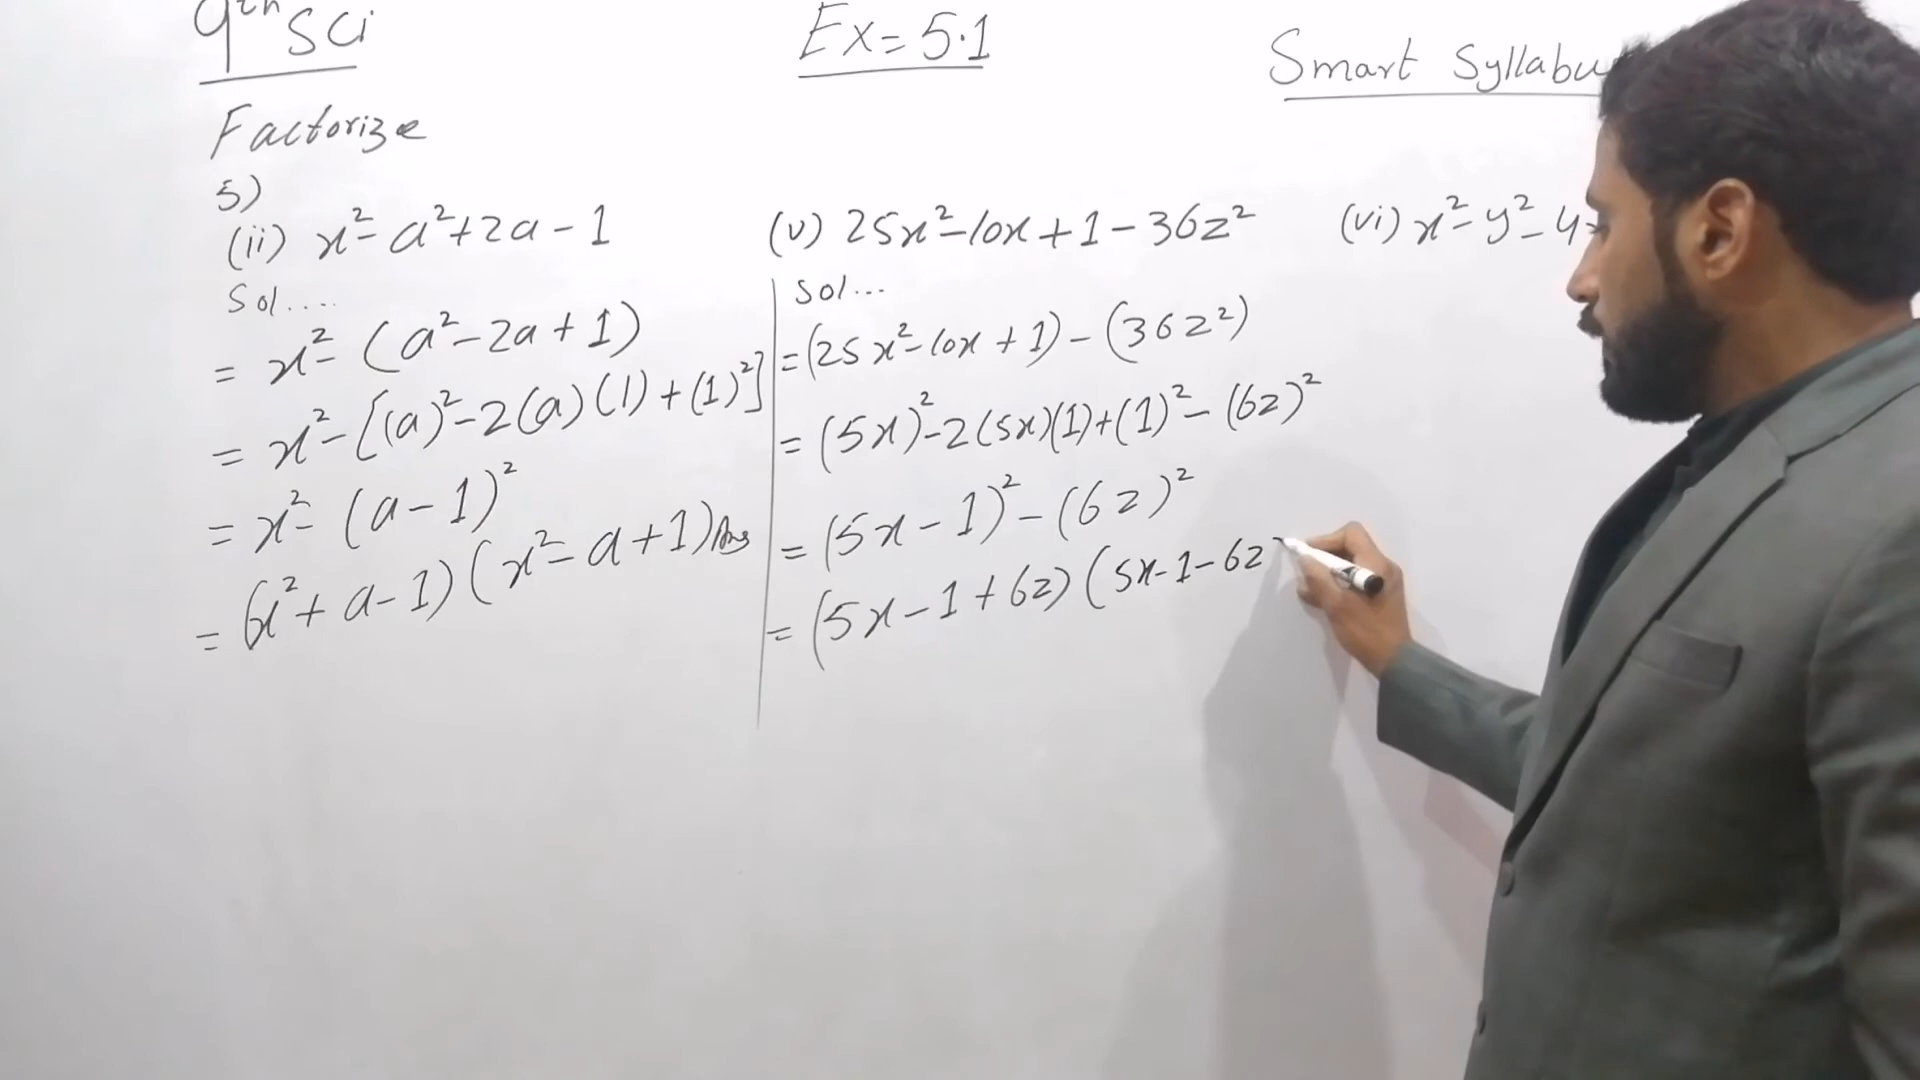 9th Sci
Ex = 5.1
Smart Syllabu
Factorize
5)
(ii) x² - a² + 2a - 1
Sol....
= x² - (a² - 2a + 1)
= x² - [(a)² - 2(a)(1) + (1)²]
= x² - (a - 1)²
= (x² + a - 1)(x² - a + 1) Ans
(v) 25x² - 10x + 1 - 36z²
Sol...
= (25x² - 10x + 1) - (36z²)
= (5x)² - 2(5x)(1) + (1)² - (6z)²
= (5x - 1)² - (6z)²
= (5x - 1 + 6z)(5x - 1 - 6z
(vi) x² - y² - 4